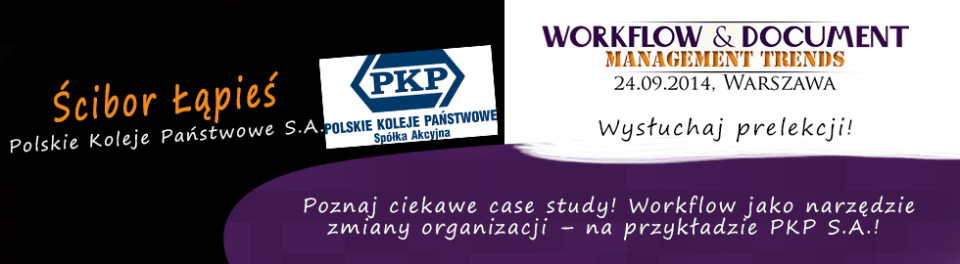 Ścibor Łąpieś
Polskie Koleje Państwowe S.A.
PKP
POLSKIE KOLEJE PAŃSTWOWE
Spółka Akcyjna
WORKFLOW & DOCUMENT
MANAGEMENT TRENDS
24.09.2014, WARSZAWA
Wysłuchaj prelekcji!
Poznaj ciekawe case study! Workflow jako narzędzie
zmiany organizacji – na przykładzie PKP S.A.!